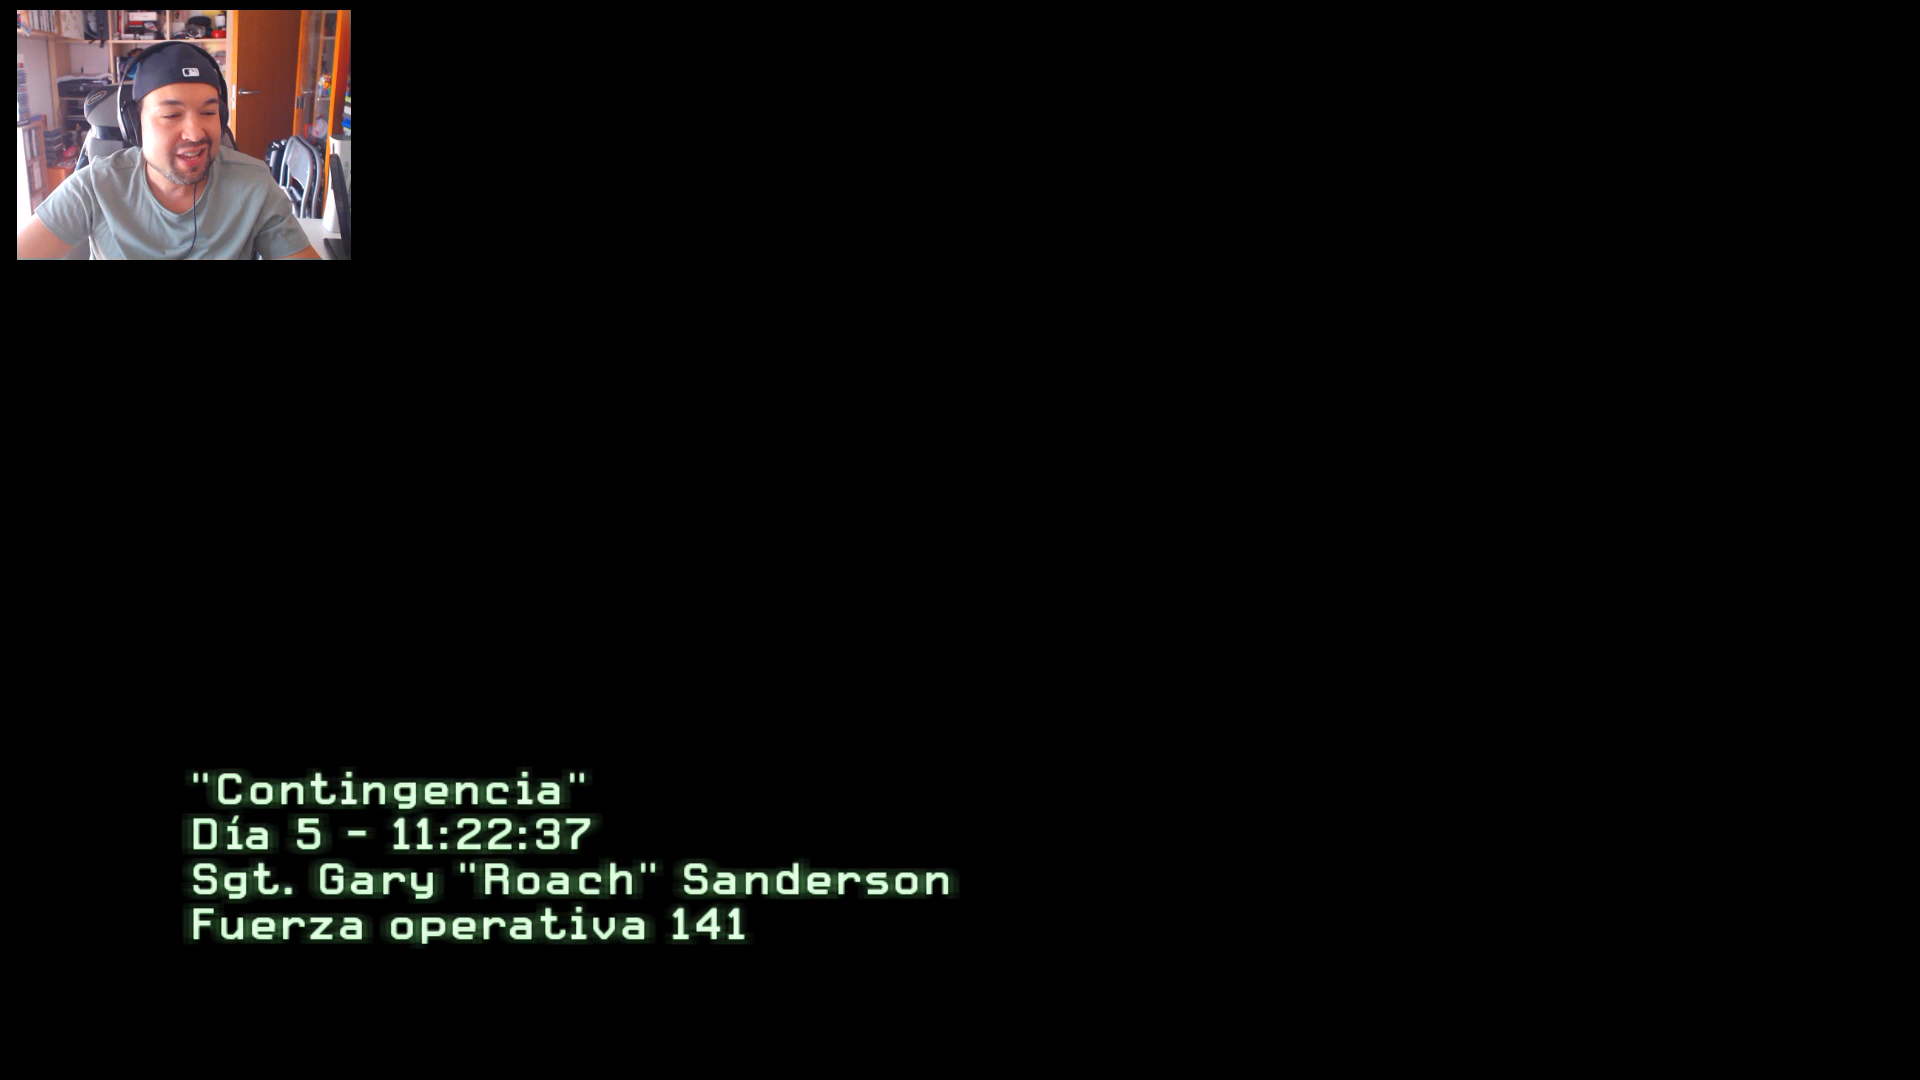 "Contingencia"
Día 5 - 11:22:37
Sgt. Gary "Roach" Sanderson
Fuerza operativa 141